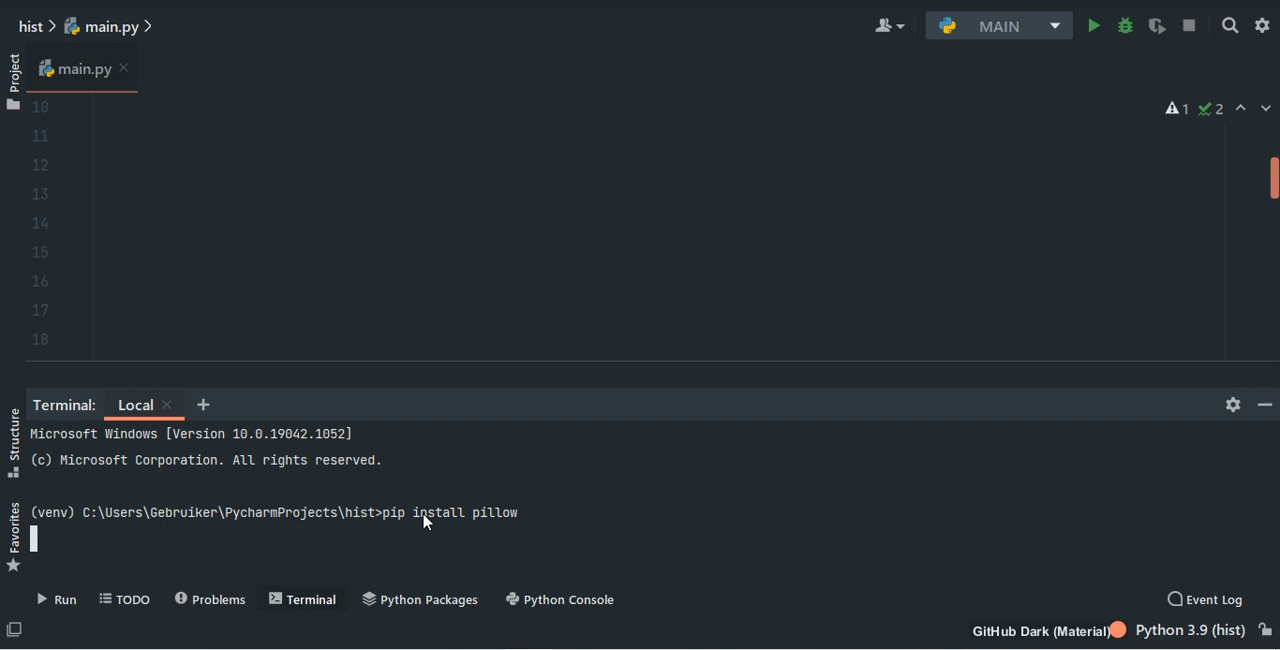 hist main.py
MAIN
Project
main.py
10
1 2
11
12
13
14
15
16
17
18
Structure
Favorites
Terminal: Local +
Microsoft Windows [Version 10.0.19042.1052]
(c) Microsoft Corporation. All rights reserved.
(venv) C:\Users\Gebruiker\PycharmProjects\hist>pip install pillow
Run TODO Problems Terminal Python Packages Python Console Event Log
GitHub Dark (Material) Python 3.9 (hist)